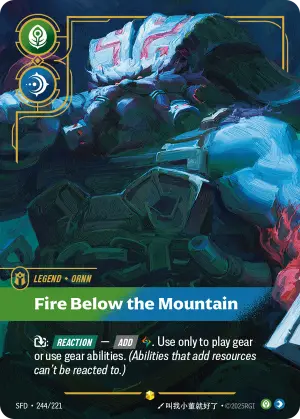 LEGEND • ORNN
Fire Below the Mountain
: REACTION — ADD . Use only to play gear
or use gear abilities. (Abilities that add resources
can't be reacted to.)
SFD • 244/221
叫我小董就好了 • ©2025RGI